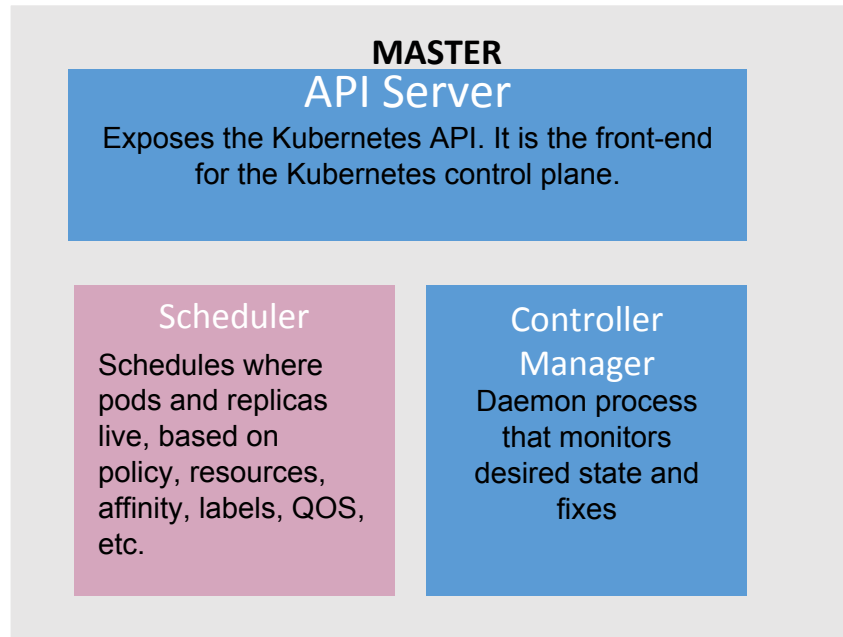 MASTER
API Server
Exposes the Kubernetes API. It is the front-end
for the Kubernetes control plane.
Scheduler
Schedules where
pods and replicas
live, based on
policy, resources,
affinity, labels, QOS,
etc.
Controller
Manager
Daemon process
that monitors
desired state and
fixes